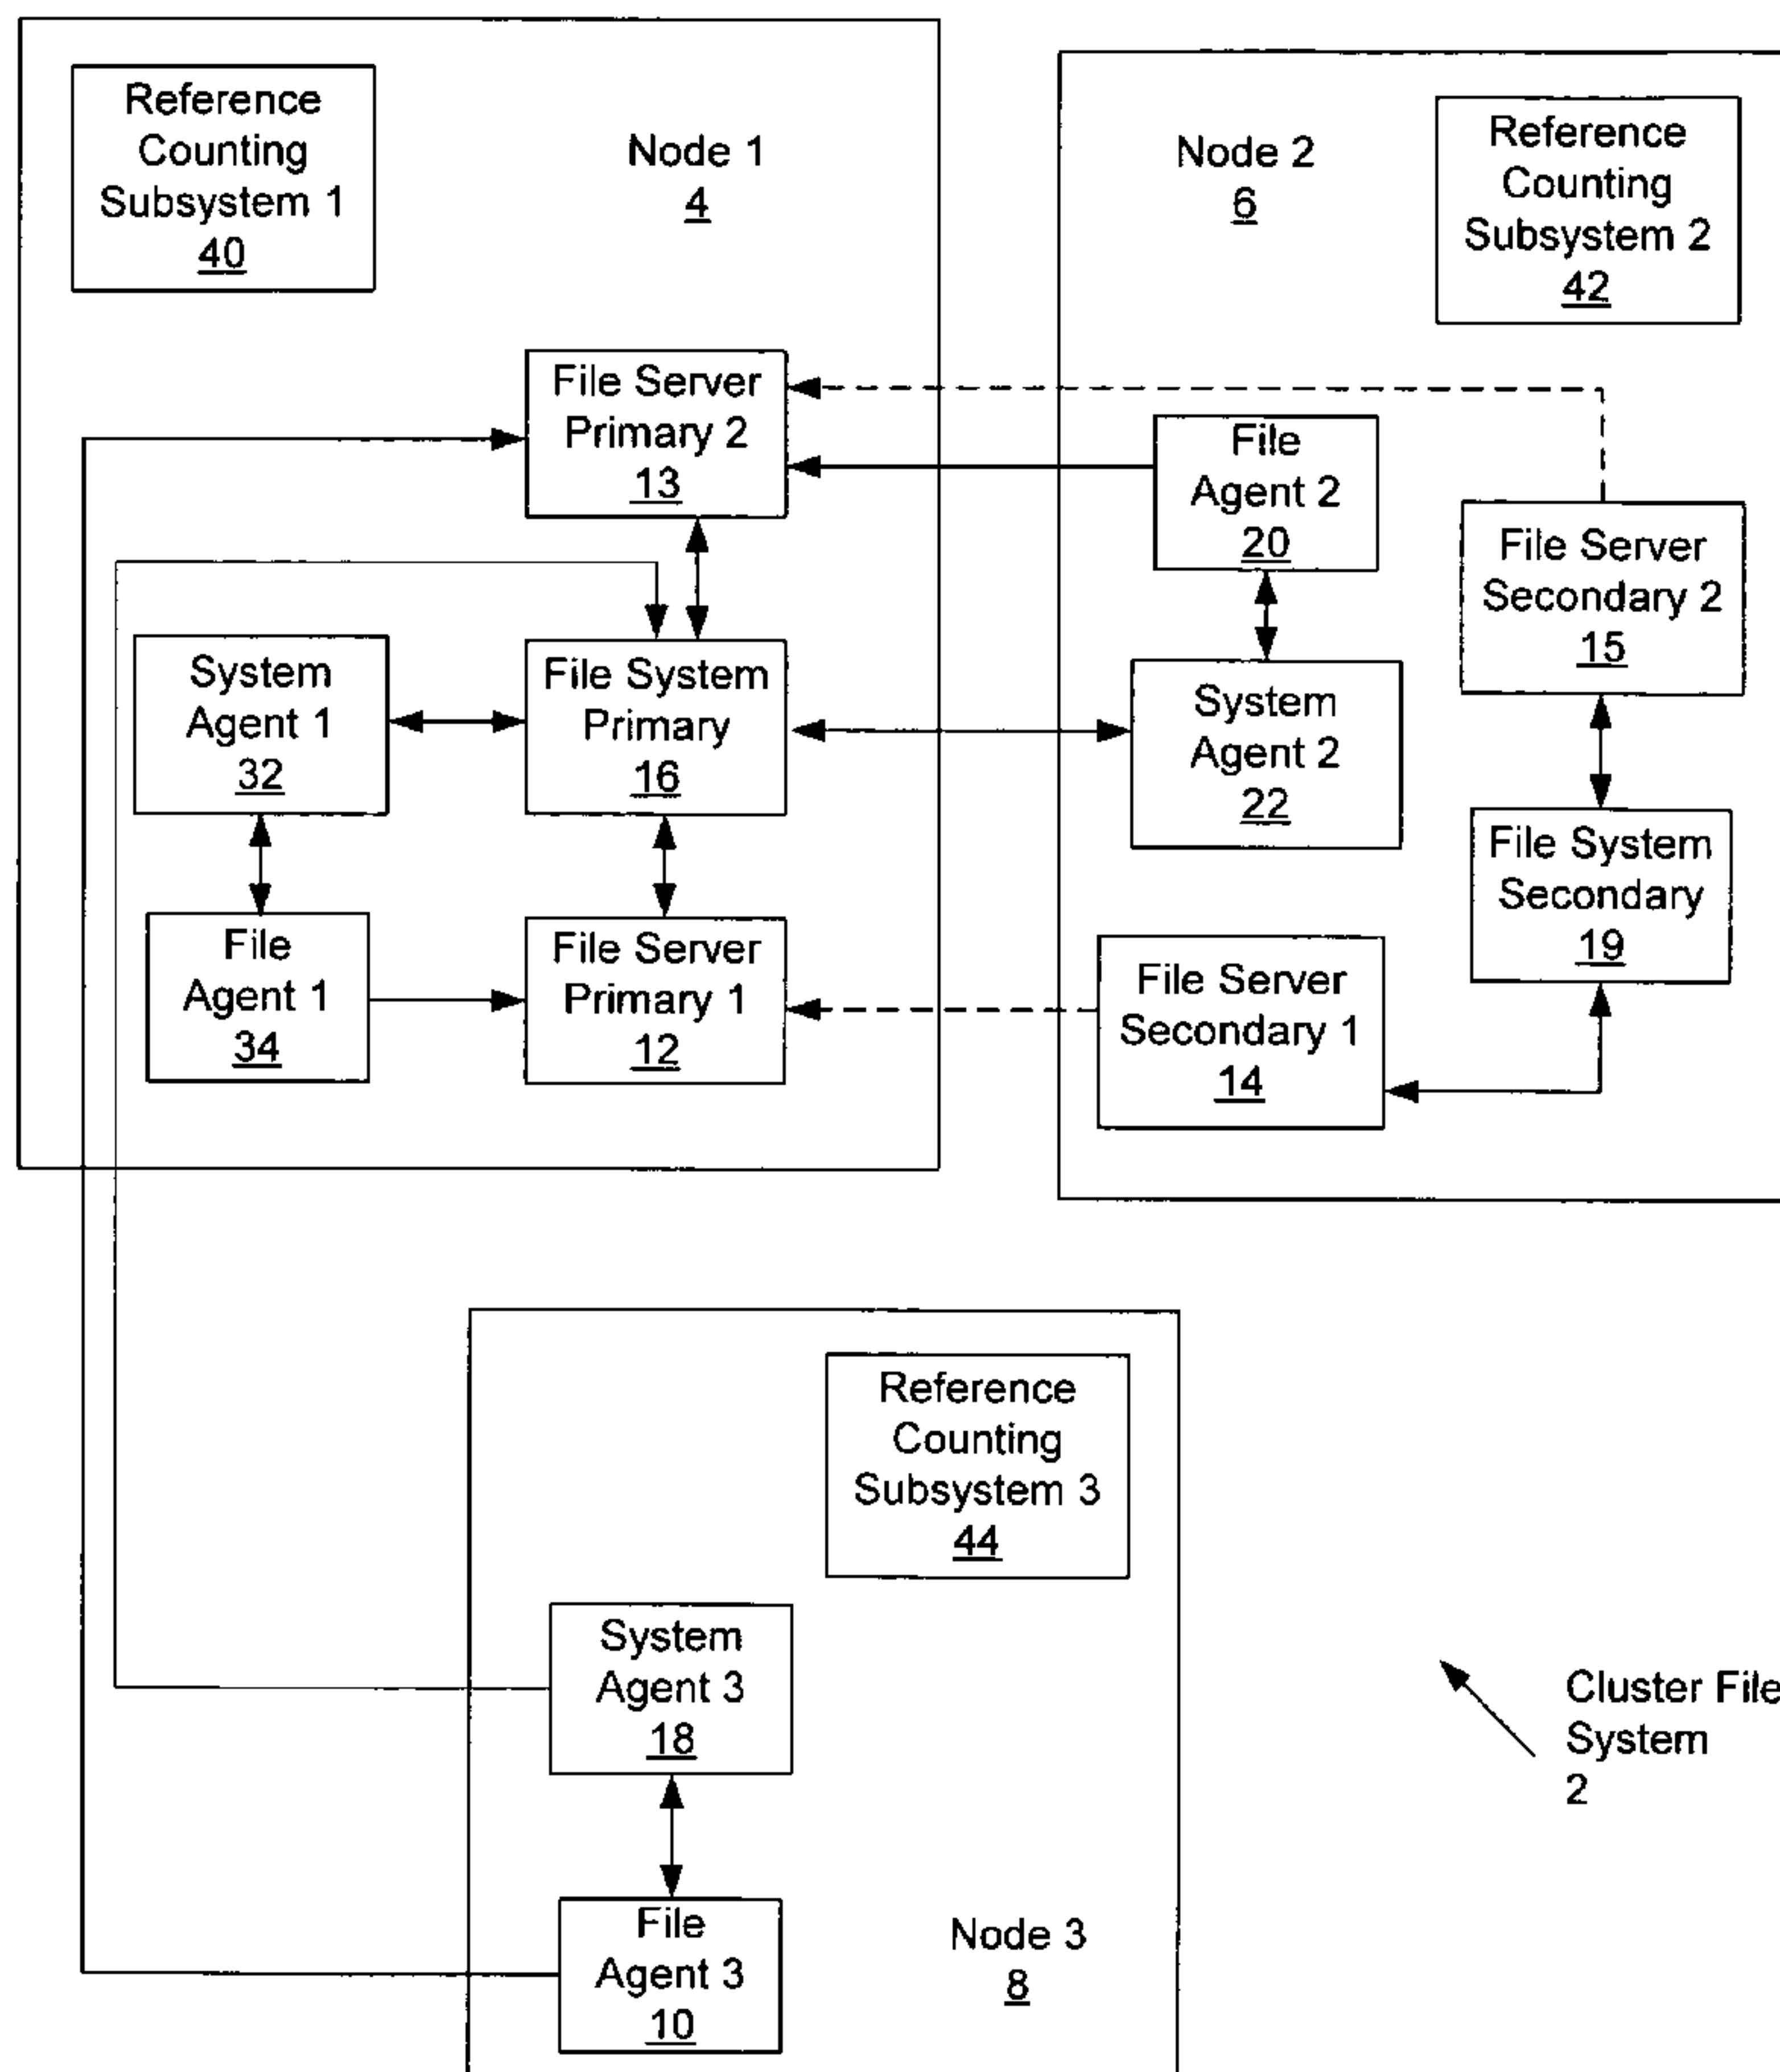 Reference
Counting
Subsystem 1
40
Node 1
4
File Server
Primary 2
13
System
Agent 1
32
File System
Primary
16
File
Agent 1
34
File Server
Primary 1
12
Node 2
6
Reference
Counting
Subsystem 2
42
File
Agent 2
20
File Server
Secondary 2
15
System
Agent 2
22
File System
Secondary
19
File Server
Secondary 1
14
Reference
Counting
Subsystem 3
44
System
Agent 3
18
File
Agent 3
10
Node 3
8
Cluster File
System
2